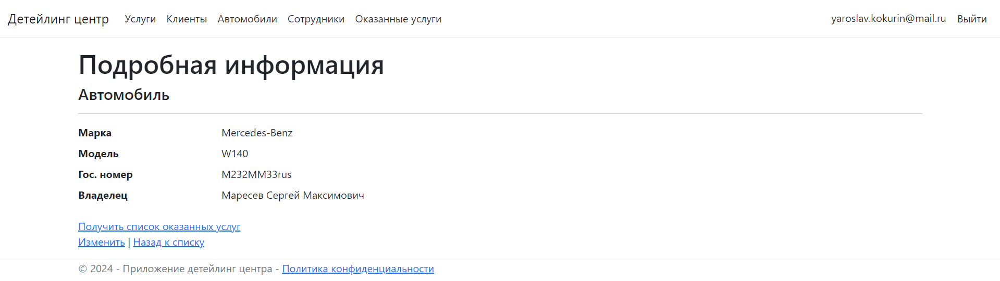 Детейлинг центр Услуги Клиенты Автомобили Сотрудники Оказанные услуги yaroslav.kokurin@mail.ru Выйти
Подробная информация
Автомобиль
Марка Mercedes-Benz
Модель W140
Гос. номер М232ММ33rus
Владелец Маресев Сергей Максимович
Получить список оказанных услуг
Изменить | Назад к списку
© 2024 - Приложение детейлинг центра - Политика конфиденциальности